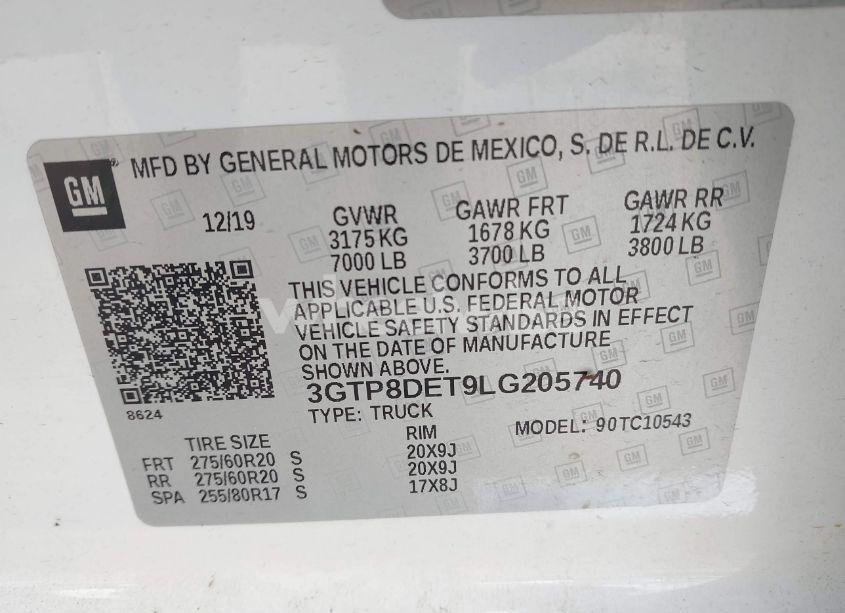 GM
MFD BY GENERAL MOTORS DE MEXICO, S. DE R.L. DE C.V.
12/19
GVWR
3175 KG
7000 LB
GAWR FRT
1678 KG
3700 LB
GAWR RR
1724 KG
3800 LB
THIS VEHICLE CONFORMS TO ALL
APPLICABLE U.S. FEDERAL MOTOR
VEHICLE SAFETY STANDARDS IN EFFECT
ON THE DATE OF MANUFACTURE
SHOWN ABOVE.
3GTP8DET9LG205740
8624
TYPE: TRUCK
MODEL: 90TC10543
TIRE SIZE RIM
FRT 275/60R20 S 20X9J
RR 275/60R20 S 20X9J
SPA 255/80R17 S 17X8J